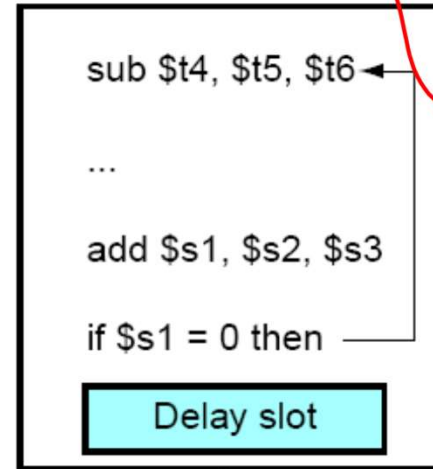 sub $t4, $t5, $t6
...
add $s1, $s2, $s3
if $s1 = 0 then
Delay slot